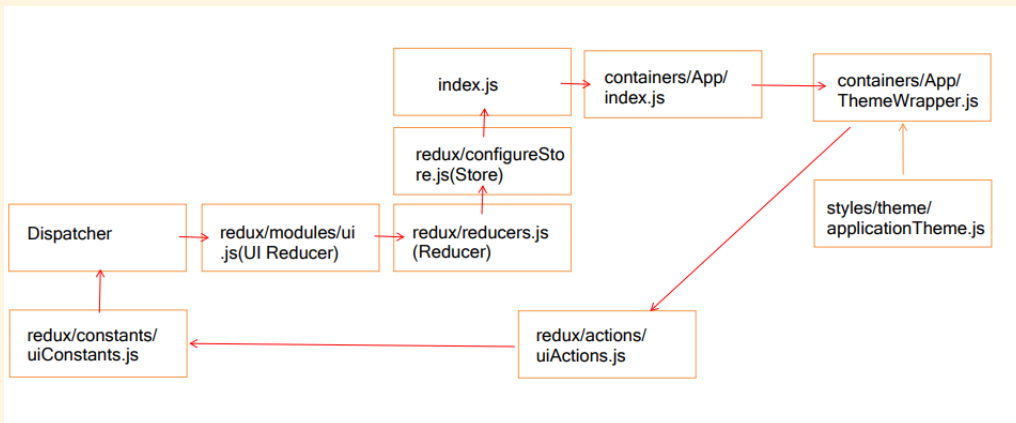 index.js
containers/App/
index.js
containers/App/
ThemeWrapper.js
redux/configureSto
re.js(Store)
styles/theme/
applicationTheme.js
Dispatcher
redux/modules/ui
.js(UI Reducer)
redux/reducers.js
(Reducer)
redux/constants/
uiConstants.js
redux/actions/
uiActions.js